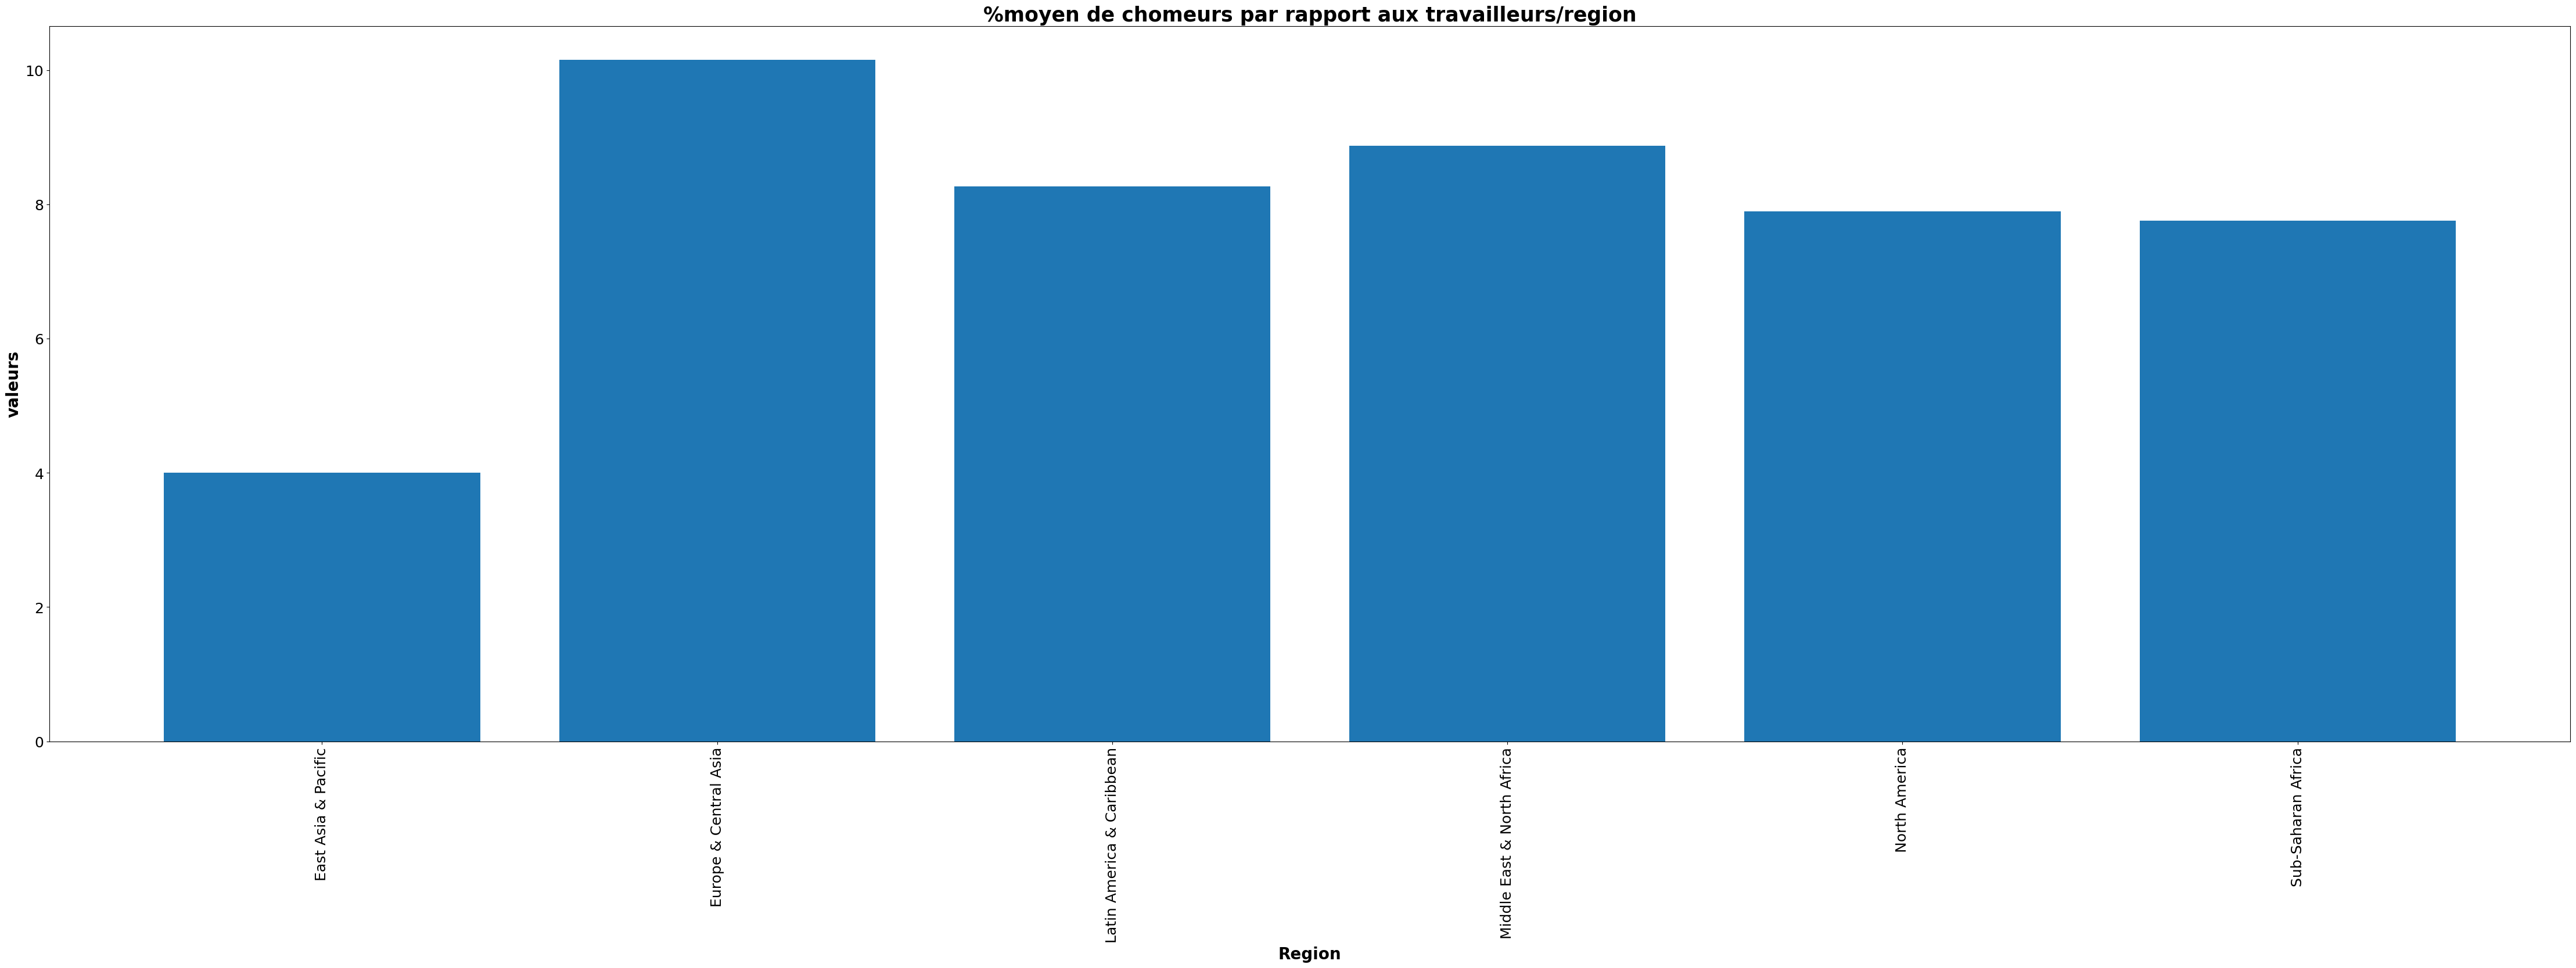 %moyen de chomeurs par rapport aux travailleurs/region
valeurs
10
8
6
4
2
0
East Asia & Pacific
Europe & Central Asia
Latin America & Caribbean
Middle East & North Africa
North America
Sub-Saharan Africa
Region